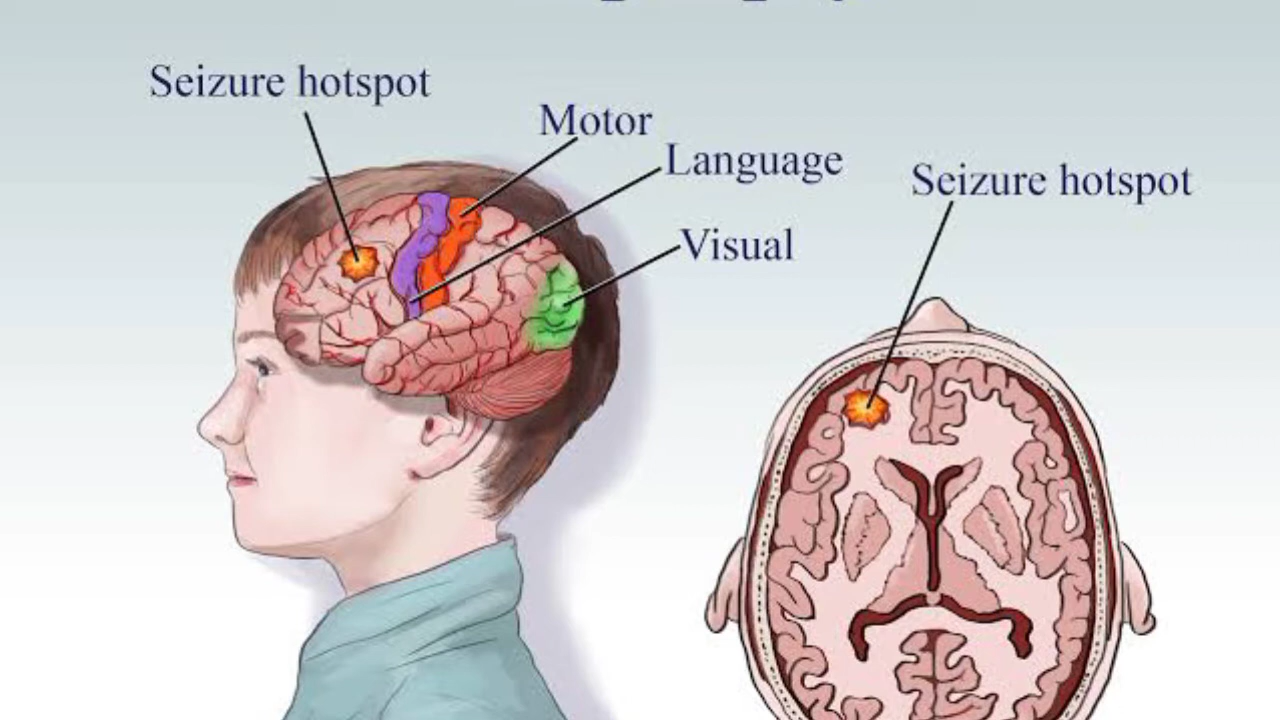 Seizure hotspot
Motor
Language
Visual
Seizure hotspot